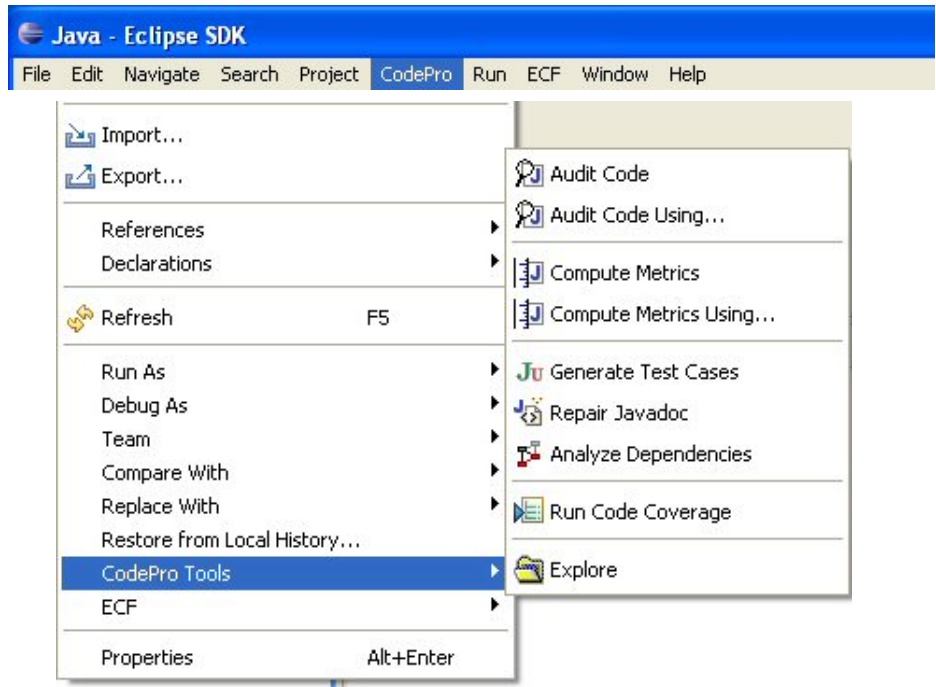 Java - Eclipse SDK
File Edit Navigate Search Project CodePro Run ECF Window Help
Import...
Export...
References
Declarations
Refresh F5
Run As
Debug As
Team
Compare With
Replace With
Restore from Local History...
CodePro Tools
ECF
Properties Alt+Enter
Audit Code
Audit Code Using...
Compute Metrics
Compute Metrics Using...
Generate Test Cases
Repair Javadoc
Analyze Dependencies
Run Code Coverage
Explore